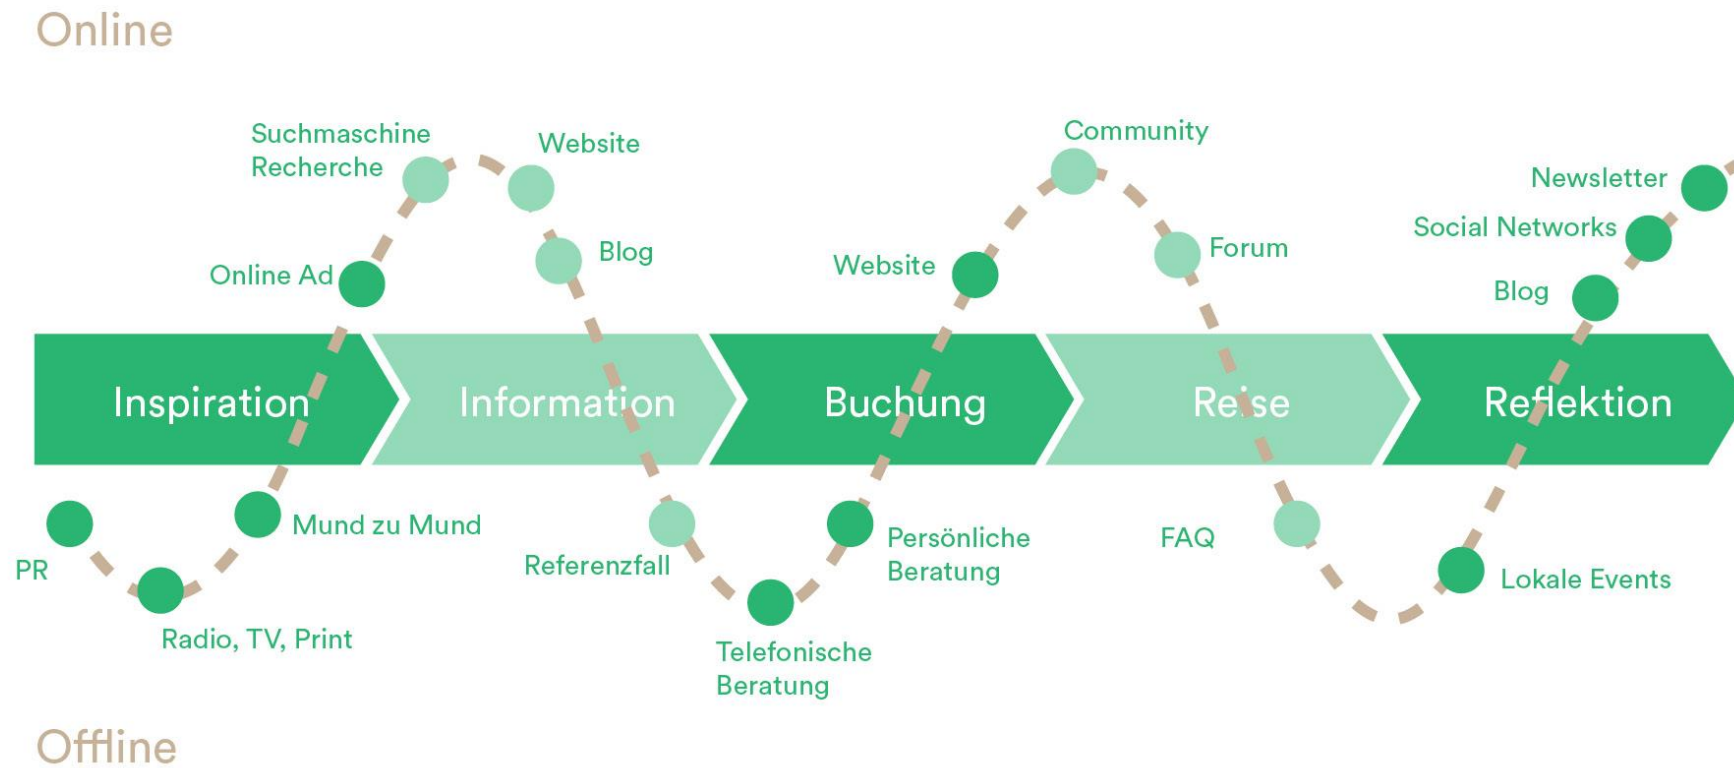 Online
Suchmaschine
Recherche
Website
Community
Newsletter
Social Networks
Online Ad
Blog
Website
Forum
Blog
Inspiration
Information
Buchung
Reise
Reflektion
PR
Mund zu Mund
Radio, TV, Print
Referenzfall
Telefonische
Beratung
Persönliche
Beratung
FAQ
Lokale Events
Offline